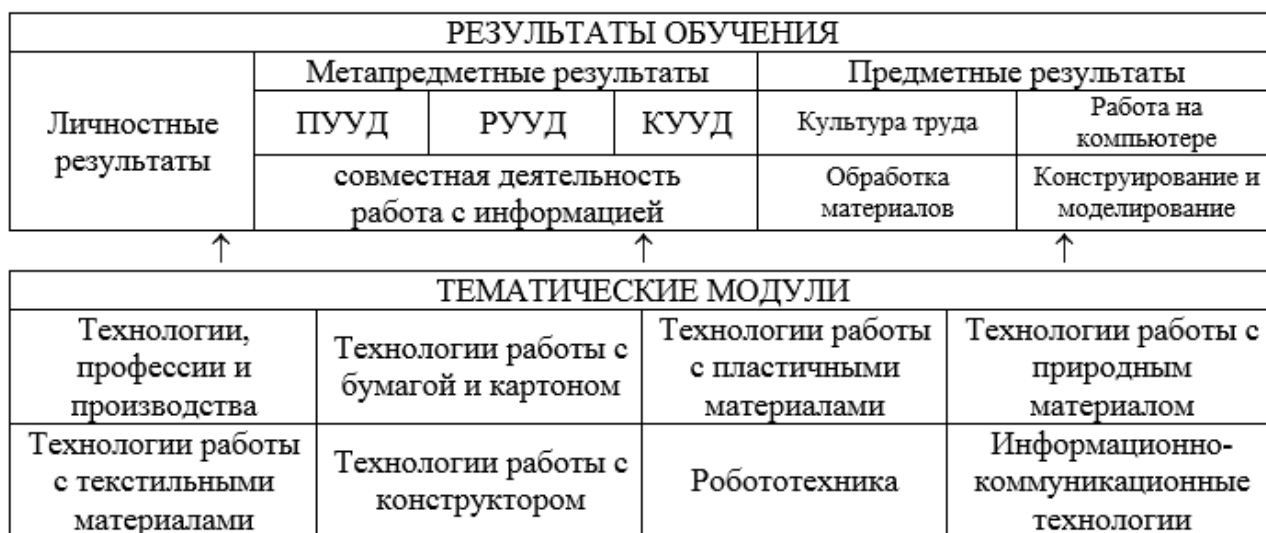 РЕЗУЛЬТАТЫ ОБУЧЕНИЯ
Личностные
результаты
Метапредметные результаты
Предметные результаты
ПУУД
РУУД
КУУД
Культура труда
Работа на
компьютере
совместная деятельность
работа с информацией
Обработка
материалов
Конструирование и
моделирование
↑ ↑ ↑
ТЕМАТИЧЕСКИЕ МОДУЛИ
Технологии,
профессии и
производства
Технологии работы с
бумагой и картоном
Технологии работы
с пластичными
материалами
Технологии работы с
природным
материалом
Технологии работы
с текстильными
материалами
Технологии работы с
конструктором
Робототехника
Информационно-
коммуникационные
технологии